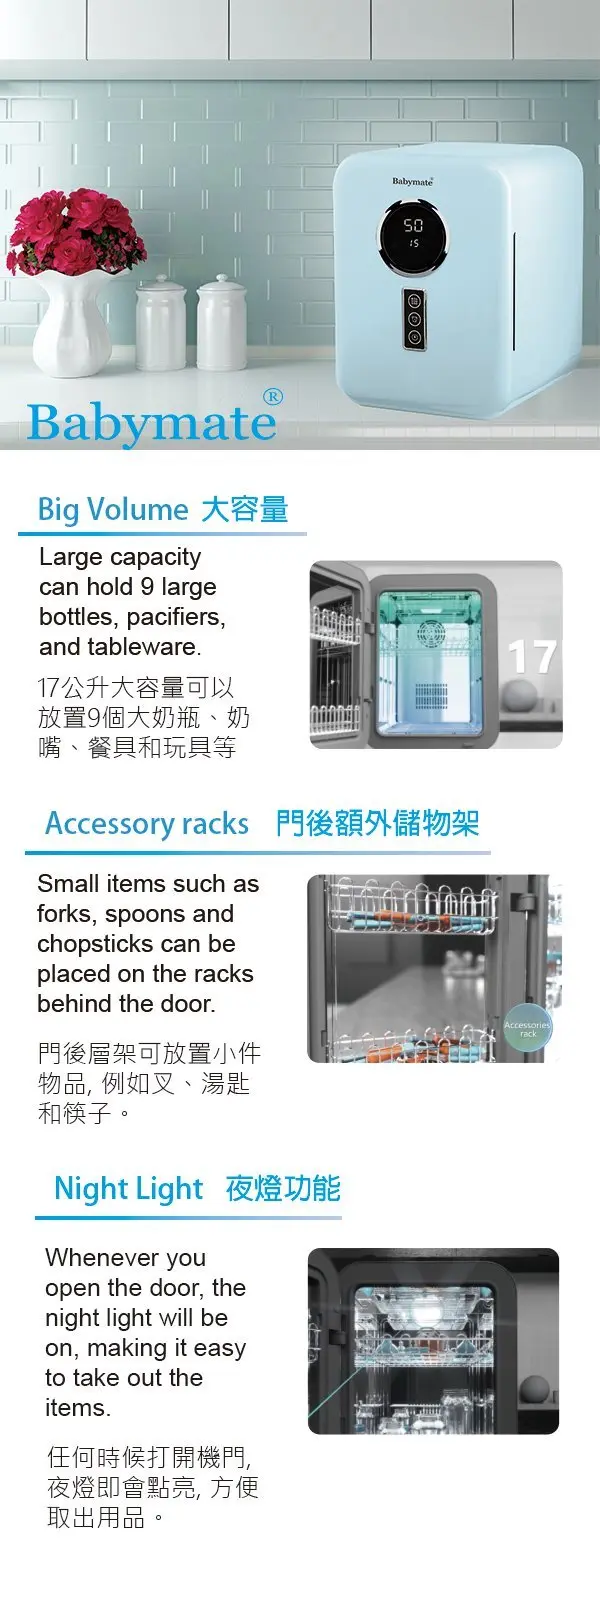 Babymate
50
15
Babymate®
Big Volume 大容量
Large capacity
can hold 9 large
bottles, pacifiers,
and tableware.
17公升大容量可以
放置9個大奶瓶、奶
嘴、餐具和玩具等
17
Accessory racks 門後額外儲物架
Small items such as
forks, spoons and
chopsticks can be
placed on the racks
behind the door.
Accessories
rack
門後層架可放置小件
物品, 例如叉、湯匙
和筷子。
Night Light 夜燈功能
Whenever you
open the door, the
night light will be
on, making it easy
to take out the
items.
任何時候打開機門,
夜燈即會點亮, 方便
取出用品。